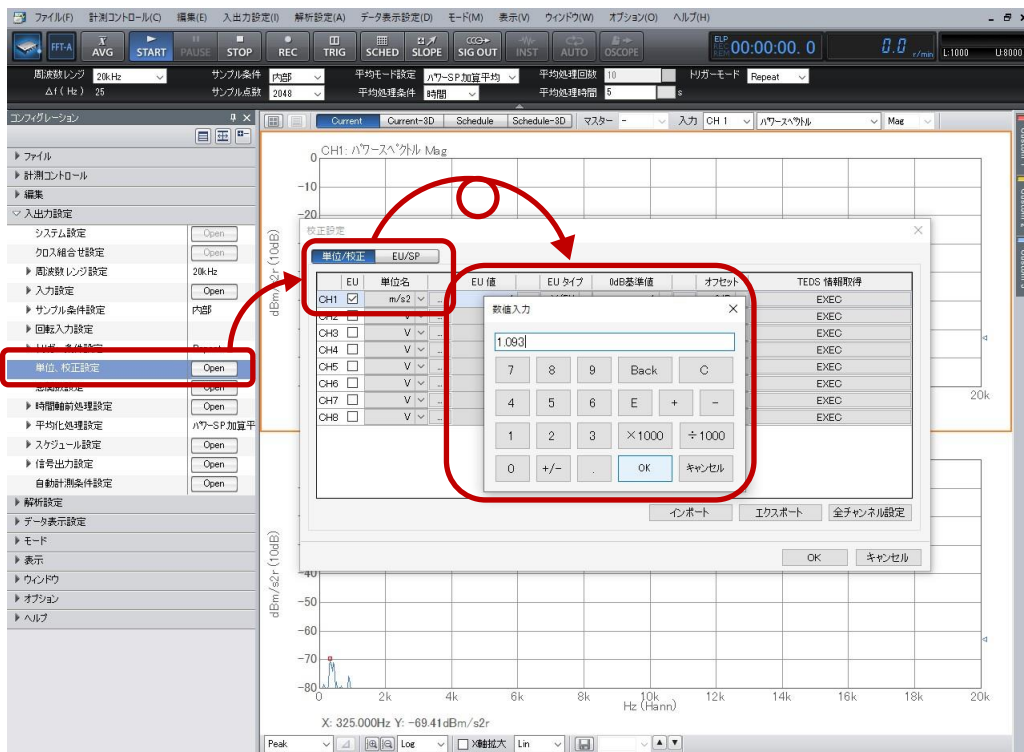 ファイル(F) 計測コントロール(C) 編集(E) 入出力設定(I) 解析設定(A) データ表示設定(D) モード(M) 表示(V) ウィンドウ(W) オプション(O) ヘルプ(H)
FFT-A AVG START PAUSE STOP REC TRIG SCHED SLOPE SIG OUT INST AUTO OSCOPE ELP 00:00:00. 0 0.0 r/min L:1000 U:8000
REM
周波数レンジ 20kHz サンプル条件 内部 平均モード設定 パワーSP加算平均 平均処理回数 10 トリガーモード Repeat
Δf(Hz) 25 サンプル点数 2048 平均処理条件 時間 平均処理時間 5 s
コンフィグレーション
Current Current-3D Schedule Schedule-3D マスター - 入力 CH 1 パワースペクトル Mag
ファイル
計測コントロール
編集
入出力設定
システム設定 Open
クロス組合せ設定 Open
周波数レンジ設定 20kHz
入力設定 Open
サンプル条件設定 内部
回転入力設定
単位、校正設定 Open
時間軸前処理設定 Open
平均化処理設定 パワーSP加算平
スケジュール設定 Open
信号出力設定 Open
自動計測条件設定 Open
解析設定
データ表示設定
モード
表示
ウィンドウ
オプション
ヘルプ
CH1: パワースペクトル Mag
0
-10
-20
dBm/s2r (10dB)
20k
校正設定
単位/校正 EU/SP
EU 単位名 EU 値 EU タイプ 0dB基準値 オフセット TEDS 情報取得
CH1 m/s2 ... EXEC
CH2 V EXEC
CH3 V ... EXEC
CH4 V ... EXEC
CH5 V ... EXEC
CH6 V ... EXEC
CH7 V ... EXEC
CH8 V ... EXEC
数値入力
1.093
7 8 9 Back C
4 5 6 E + -
1 2 3 ×1000 ÷1000
0 +/- . OK キャンセル
インポート エクスポート 全チャンネル設定
OK キャンセル
dBm/s2r (10dB)
-40
-50
-60
-70
-80
0 2k 4k 6k 8k 10k 12k 14k 16k 18k 20k
Hz (Hann)
X: 325.000Hz Y: -69.41dBm/s2r
Peak Log X軸拡大 Lin